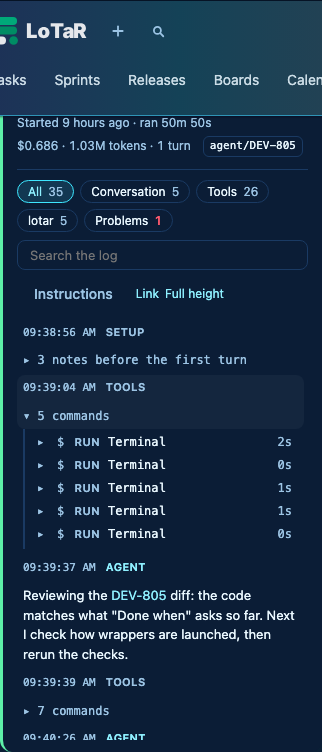 LoTaR +
asks Sprints Releases Boards Calen
Started 9 hours ago · ran 50m 50s
$0.686 · 1.03M tokens · 1 turn agent/DEV-805
All 35 Conversation 5 Tools 26
lotar 5 Problems 1
Search the log
Instructions Link Full height
09:38:56 AM SETUP
▸ 3 notes before the first turn
09:39:04 AM TOOLS
▾ 5 commands
▸ $ RUN Terminal 2s
▸ $ RUN Terminal 0s
▸ $ RUN Terminal 1s
▸ $ RUN Terminal 1s
▸ $ RUN Terminal 0s
09:39:37 AM AGENT
Reviewing the DEV-805 diff: the code
matches what "Done when" asks so far. Next
I check how wrappers are launched, then
rerun the checks.
09:39:39 AM TOOLS
▸ 7 commands
09:40:26 AM AGENT